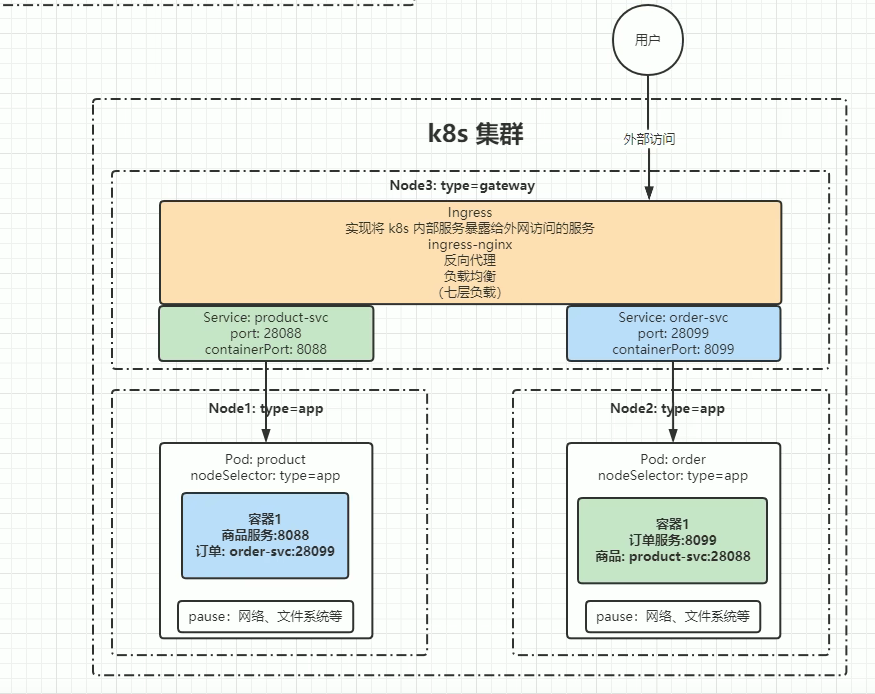 用户
k8s 集群
外部访问
Node3: type=gateway
Ingress
实现将 k8s 内部服务暴露给外网访问的服务
ingress-nginx
反向代理
负载均衡
（七层负载）
Service: product-svc
port: 28088
containerPort: 8088
Service: order-svc
port: 28099
containerPort: 8099
Node1: type=app
Pod: product
nodeSelector: type=app
容器1
商品服务:8088
订单: order-svc:28099
pause：网络、文件系统等
Node2: type=app
Pod: order
nodeSelector: type=app
容器1
订单服务:8099
商品: product-svc:28088
pause：网络、文件系统等